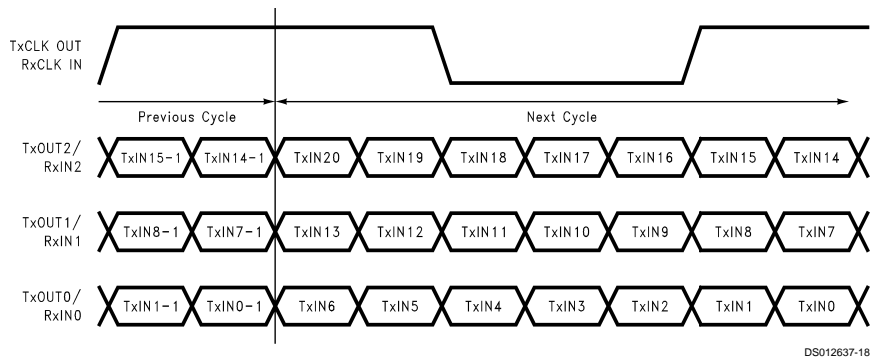 TxCLK OUT
RxCLK IN
Previous Cycle
Next Cycle
TxOUT2/
RxIN2
TxIN15-1 TxIN14-1 TxIN20 TxIN19 TxIN18 TxIN17 TxIN16 TxIN15 TxIN14
TxOUT1/
RxIN1
TxIN8-1 TxIN7-1 TxIN13 TxIN12 TxIN11 TxIN10 TxIN9 TxIN8 TxIN7
TxOUT0/
RxIN0
TxIN1-1 TxIN0-1 TxIN6 TxIN5 TxIN4 TxIN3 TxIN2 TxIN1 TxIN0
DS012637-18